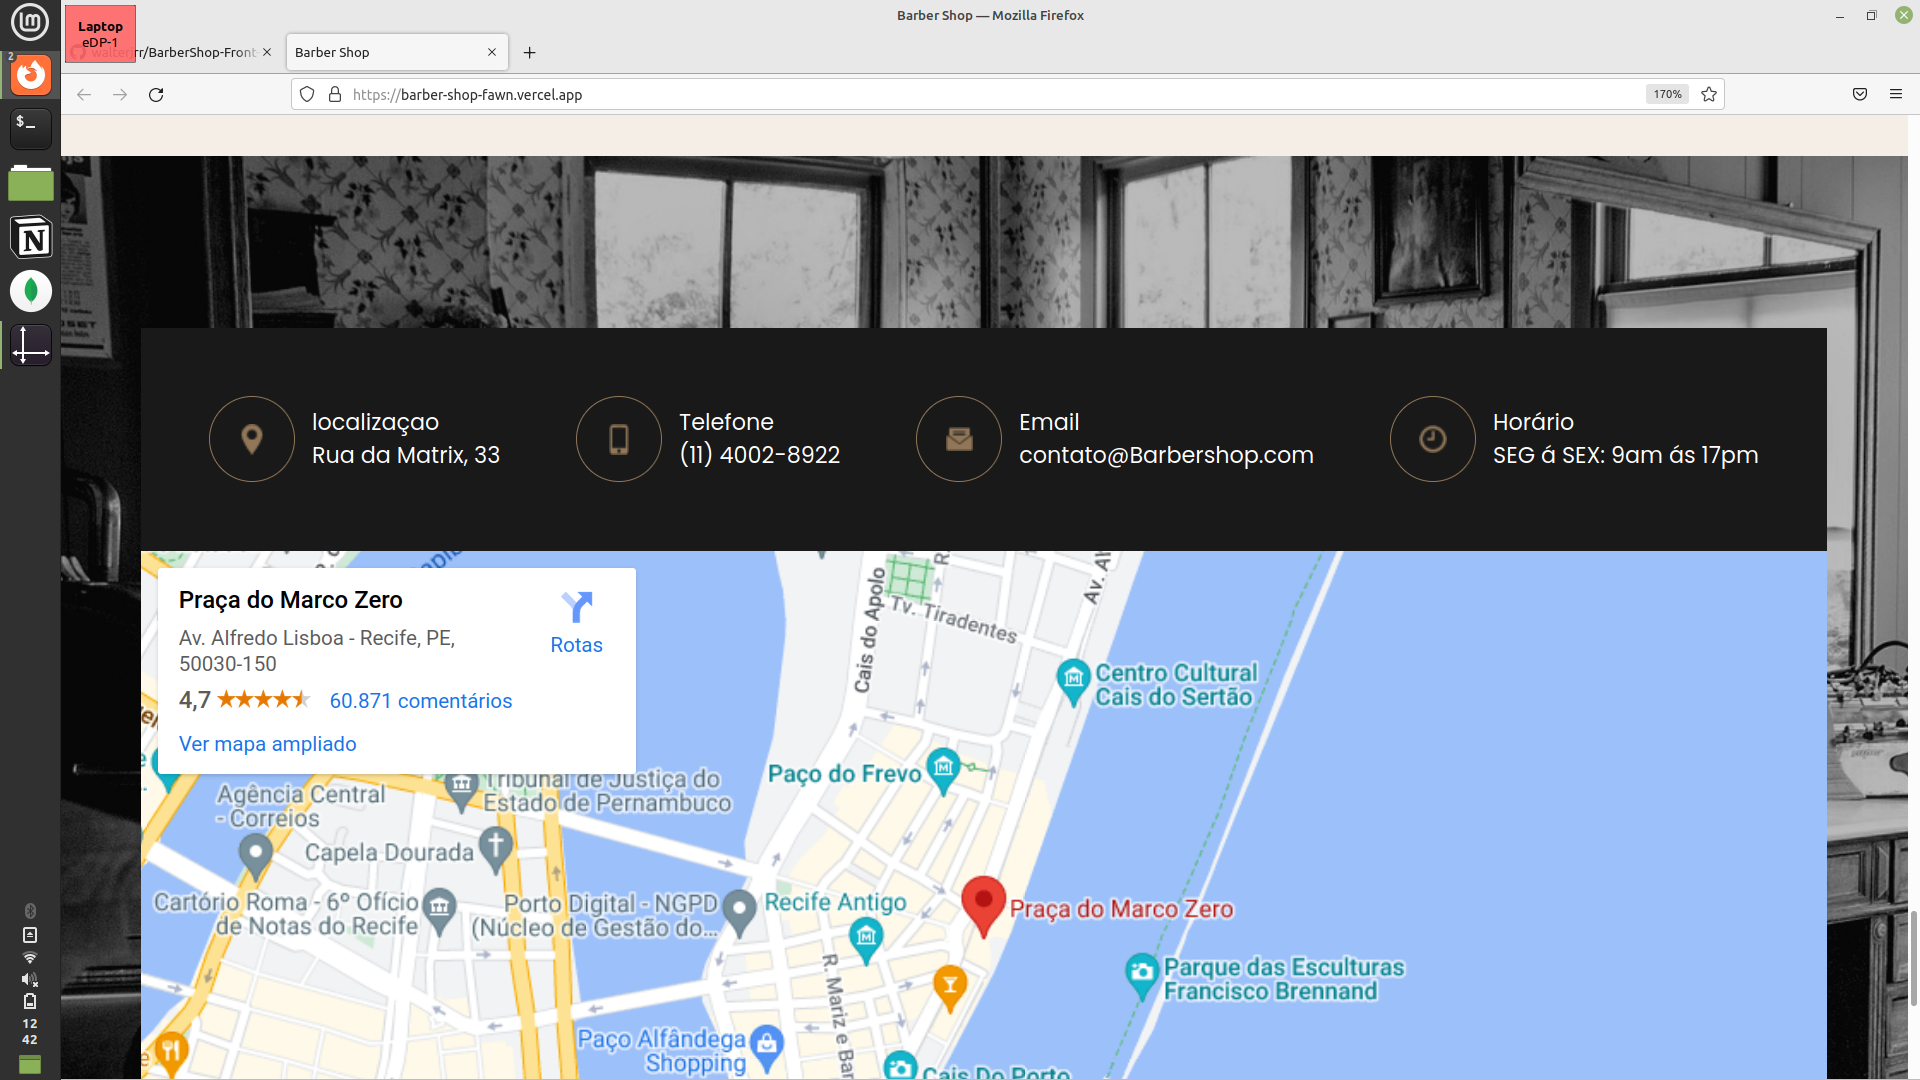 Barber Shop — Mozilla Firefox
Laptop
eDP-1
rr/BarberShop-Front-
Barber Shop
https://barber-shop-fawn.vercel.app
170%
localizaçao
Rua da Matrix, 33
Telefone
(11) 4002-8922
Email
contato@Barbershop.com
Horário
SEG á SEX: 9am ás 17pm
Praça do Marco Zero
Av. Alfredo Lisboa - Recife, PE,
50030-150
Rotas
4,7
60.871 comentários
Ver mapa ampliado
Cais do Apolo
R.
Av. Al
Tv. Tiradentes
Centro Cultural
Cais do Sertão
Paço do Frevo
Tribunal de Justiça do
Estado de Pernambuco
Agência Central
- Correios
Capela Dourada
Cartório Roma - 6º Ofício
de Notas do Recife
Porto Digital - NGPD
(Núcleo de Gestão do...
Recife Antigo
Praça do Marco Zero
R. Mariz e Bar
Parque das Esculturas
Francisco Brennand
Paço Alfândega
Shopping
Cais Do Porto
2
$_
N
12
42